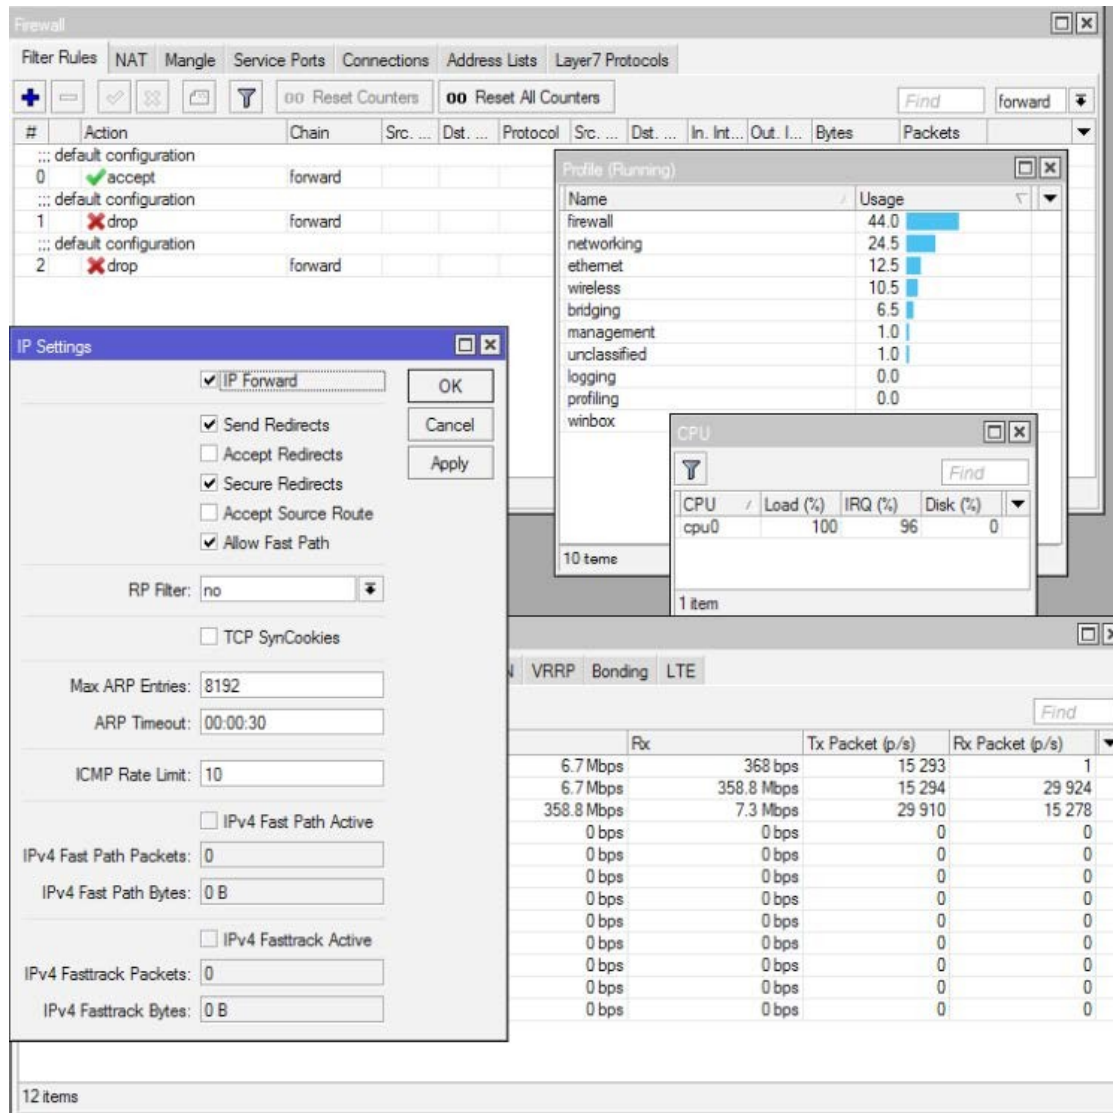 Firewall
Filter Rules NAT Mangle Service Ports Connections Address Lists Layer7 Protocols
00 Reset Counters 00 Reset All Counters Find forward
# Action Chain Src. ... Dst. ... Protocol Src. ... Dst. ... In. Int... Out. I... Bytes Packets
;;; default configuration
0 accept forward
;;; default configuration
1 drop forward
;;; default configuration
2 drop forward
Profile (Running)
Name Usage
firewall 44.0
networking 24.5
ethernet 12.5
wireless 10.5
bridging 6.5
management 1.0
unclassified 1.0
logging 0.0
profiling 0.0
winbox
10 items
CPU
Find
CPU Load (%) IRQ (%) Disk (%)
cpu0 100 96 0
1 item
IP Settings
IP Forward
OK
Send Redirects
Cancel
Accept Redirects
Apply
Secure Redirects
Accept Source Route
Allow Fast Path
RP Filter: no
TCP SynCookies
Max ARP Entries: 8192
ARP Timeout: 00:00:30
ICMP Rate Limit: 10
IPv4 Fast Path Active
IPv4 Fast Path Packets: 0
IPv4 Fast Path Bytes: 0 B
IPv4 Fasttrack Active
IPv4 Fasttrack Packets: 0
IPv4 Fasttrack Bytes: 0 B
VRRP Bonding LTE
Find
Rx Tx Packet (p/s) Rx Packet (p/s)
6.7 Mbps 368 bps 15 293 1
6.7 Mbps 358.8 Mbps 15 294 29 924
358.8 Mbps 7.3 Mbps 29 910 15 278
0 bps 0 bps 0 0
0 bps 0 bps 0 0
0 bps 0 bps 0 0
0 bps 0 bps 0 0
0 bps 0 bps 0 0
0 bps 0 bps 0 0
0 bps 0 bps 0 0
0 bps 0 bps 0 0
0 bps 0 bps 0 0
12 items